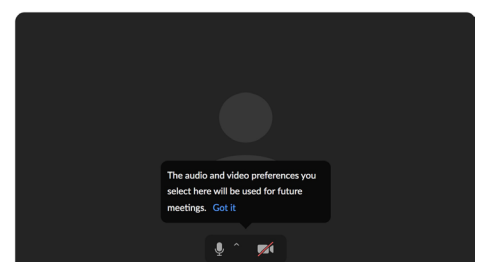 The audio and video preferences you
select here will be used for future
meetings. Got it